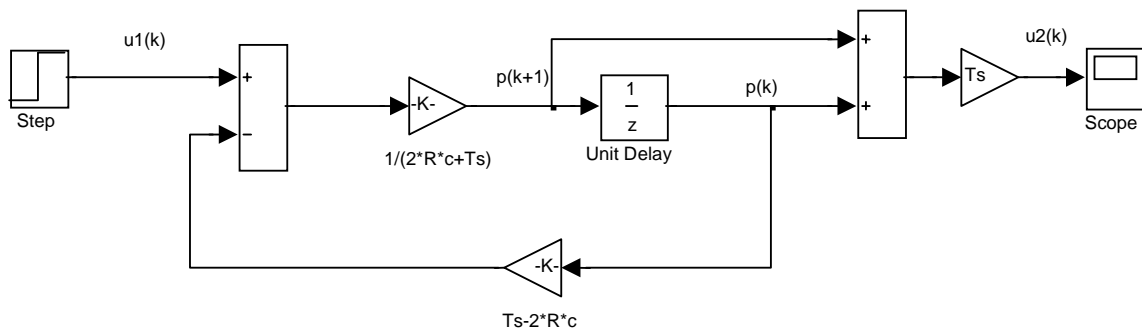 u1(k)
u2(k)
+
+
Ts
p(k+1)
p(k)
-K-
1
z
+
−
Step
Scope
1/(2*R*c+Ts)
Unit Delay
-K-
Ts-2*R*c